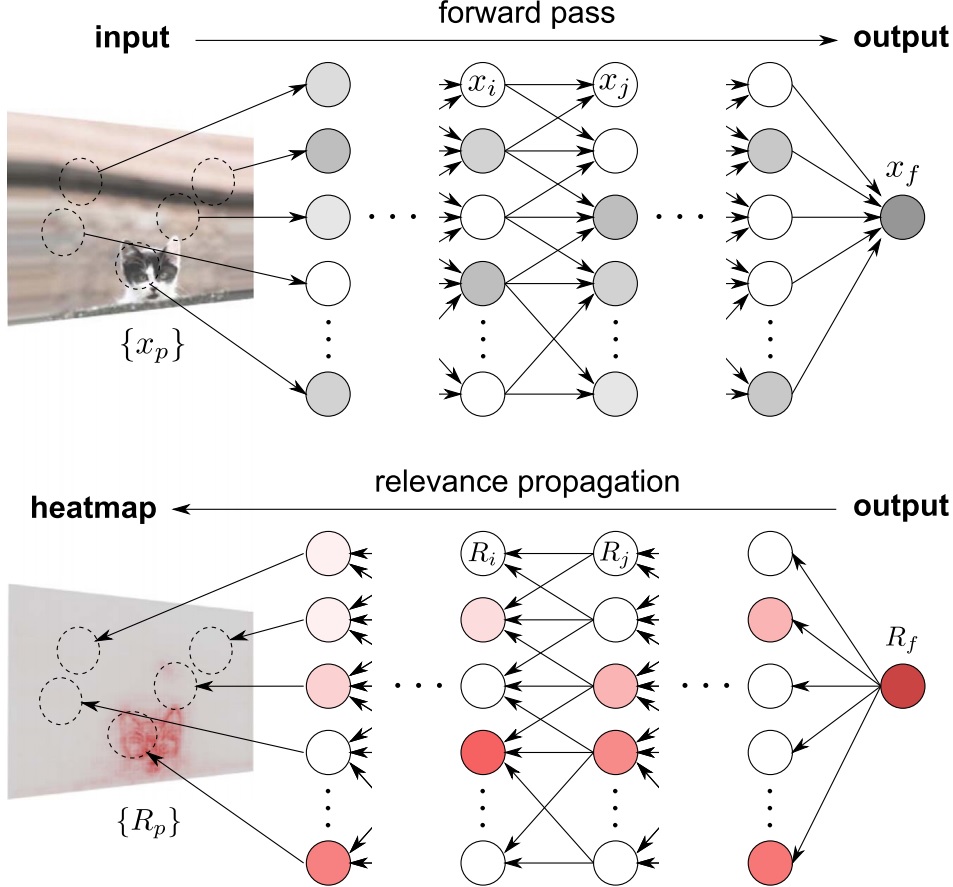 forward pass
input
output
x_i
x_j
x_f
{x_p}
relevance propagation
heatmap
output
R_i
R_j
R_f
{R_p}